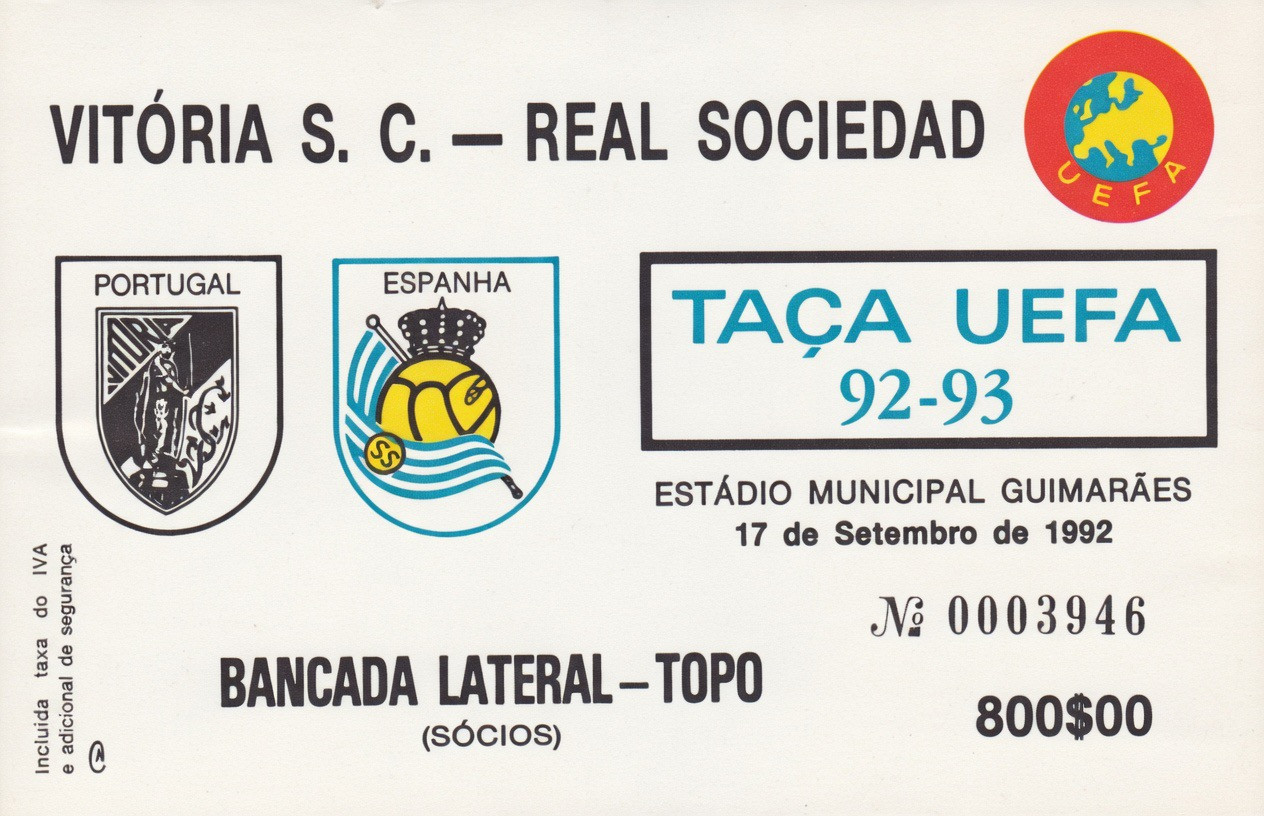 VITÓRIA S. C. — REAL SOCIEDAD
UEFA
PORTUGAL
ESPANHA
SS
TAÇA UEFA
92-93
ESTÁDIO MUNICIPAL GUIMARÃES
17 de Setembro de 1992
Nº 0003946
BANCADA LATERAL – TOPO
(SÓCIOS)
800$00
Incluída taxa do IVA
e adicional de segurança